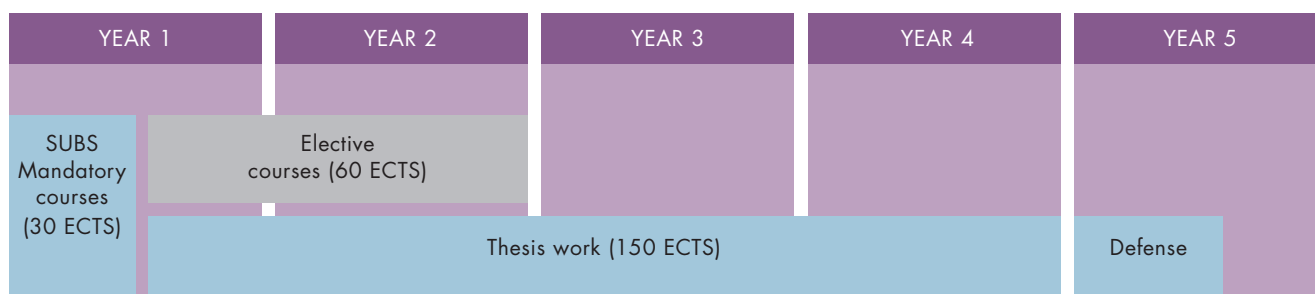 YEAR 1
YEAR 2
YEAR 3
YEAR 4
YEAR 5
SUBS
Mandatory
courses
(30 ECTS)
Elective
courses (60 ECTS)
Thesis work (150 ECTS)
Defense